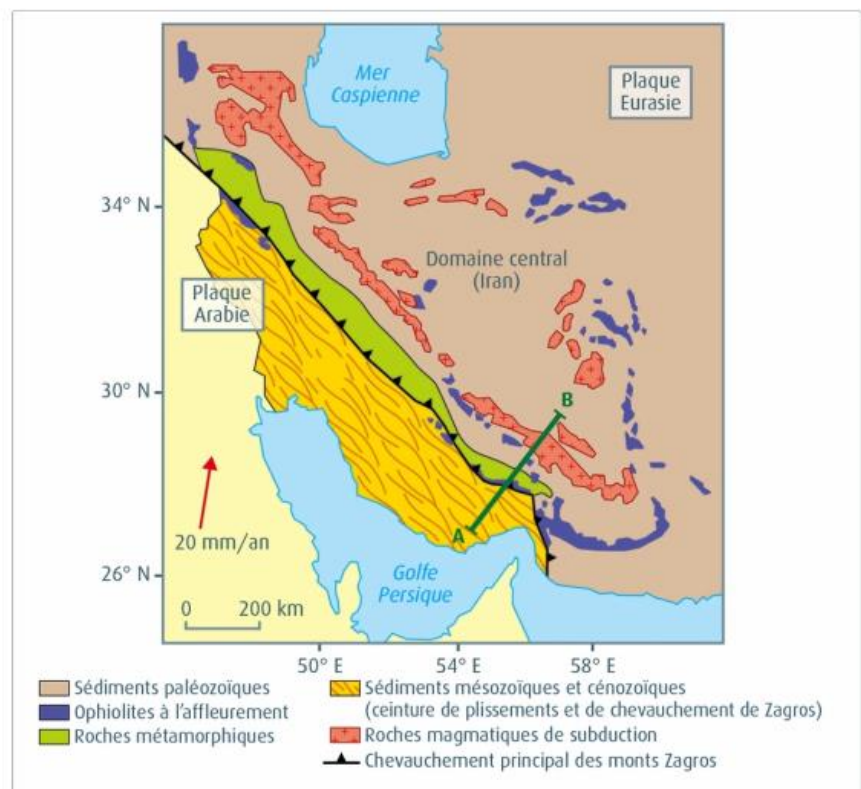 Mer
Caspienne
Plaque
Eurasie
34° N
Domaine central
(Iran)
Plaque
Arabie
30° N
B
20 mm/an
A
26° N
Golfe
Persique
0 200 km
50° E 54° E 58° E
Sédiments paléozoïques
Ophiolites à l'affleurement
Roches métamorphiques
Sédiments mésozoïques et cénozoïques
(ceinture de plissements et de chevauchement de Zagros)
Roches magmatiques de subduction
Chevauchement principal des monts Zagros